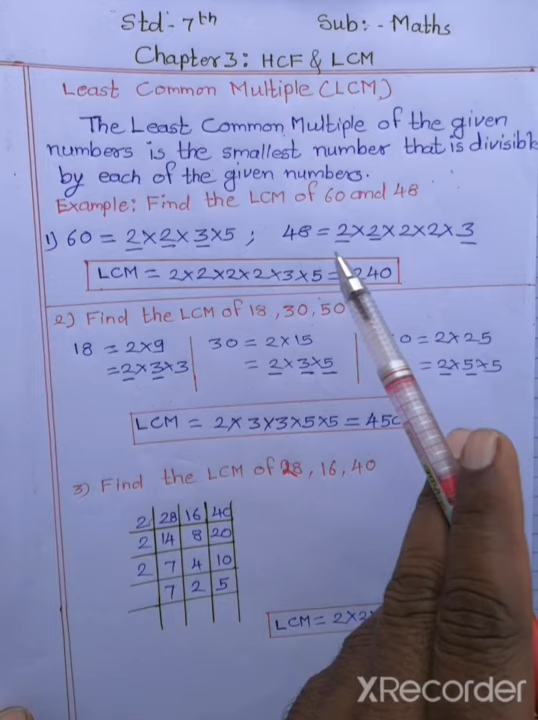 Std:- 7th Sub:- Maths
Chapter 3: HCF & LCM
Least Common Multiple (LCM)
The Least Common Multiple of the given
numbers is the smallest number that is divisible
by each of the given numbers.
Example: Find the LCM of 60 and 48
1) 60 = 2×2×3×5 ; 48 = 2×2×2×2×3
LCM = 2×2×2×2×3×5 = 240
2) Find the LCM of 18, 30, 50
18 = 2×9 30 = 2×15 0 = 2×25
= 2×3×3 = 2×3×5 = 2×5×5
LCM = 2×3×3×5×5 = 450
3) Find the LCM of 28, 16, 40
2 28 16 40
2 14 8 20
2 7 4 10
7 2 5
LCM = 2×2×
XRecorder